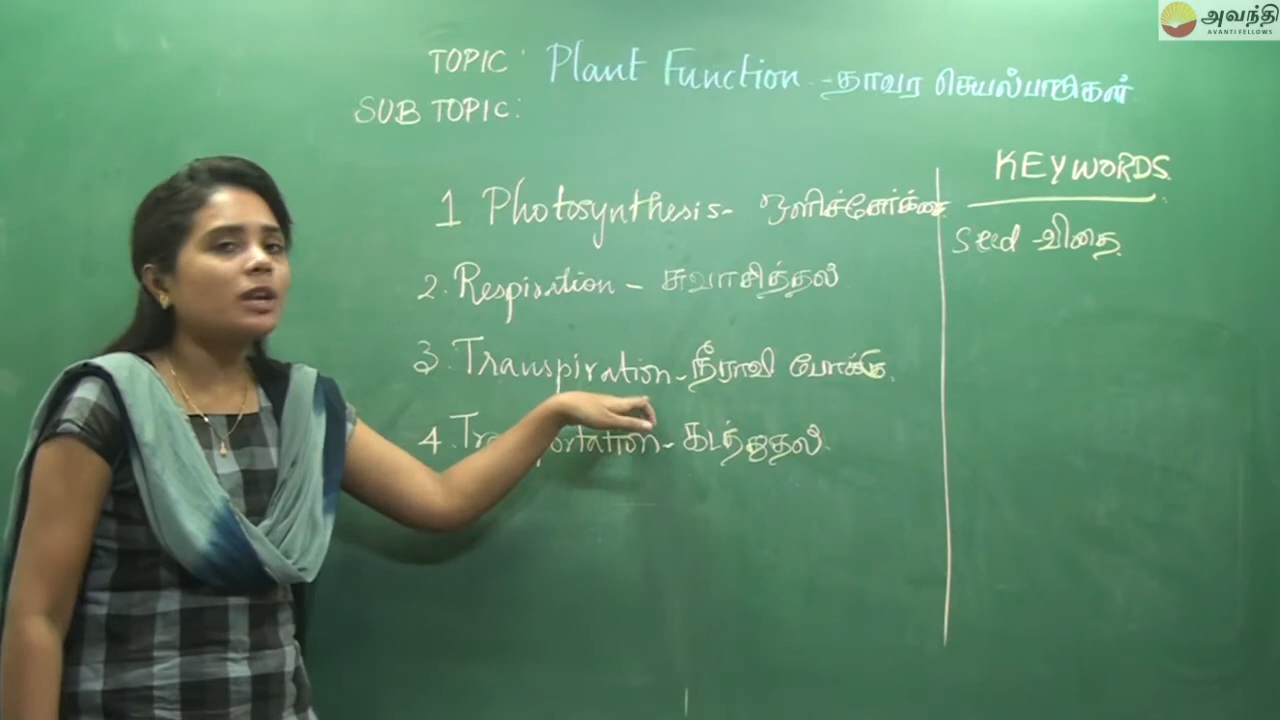 அவந்தி
AVANTI FELLOWS
TOPIC: Plant Function - தாவர செயல்பாடுகள்
SUB TOPIC:
1 Photosynthesis - ஒளிச்சேர்க்கை
2. Respiration - சுவாசித்தல்
3. Transpiration - நீராவி போக்கு
4. Transportation - கடத்துதல்
KEYWORDS.
Seed - விதை